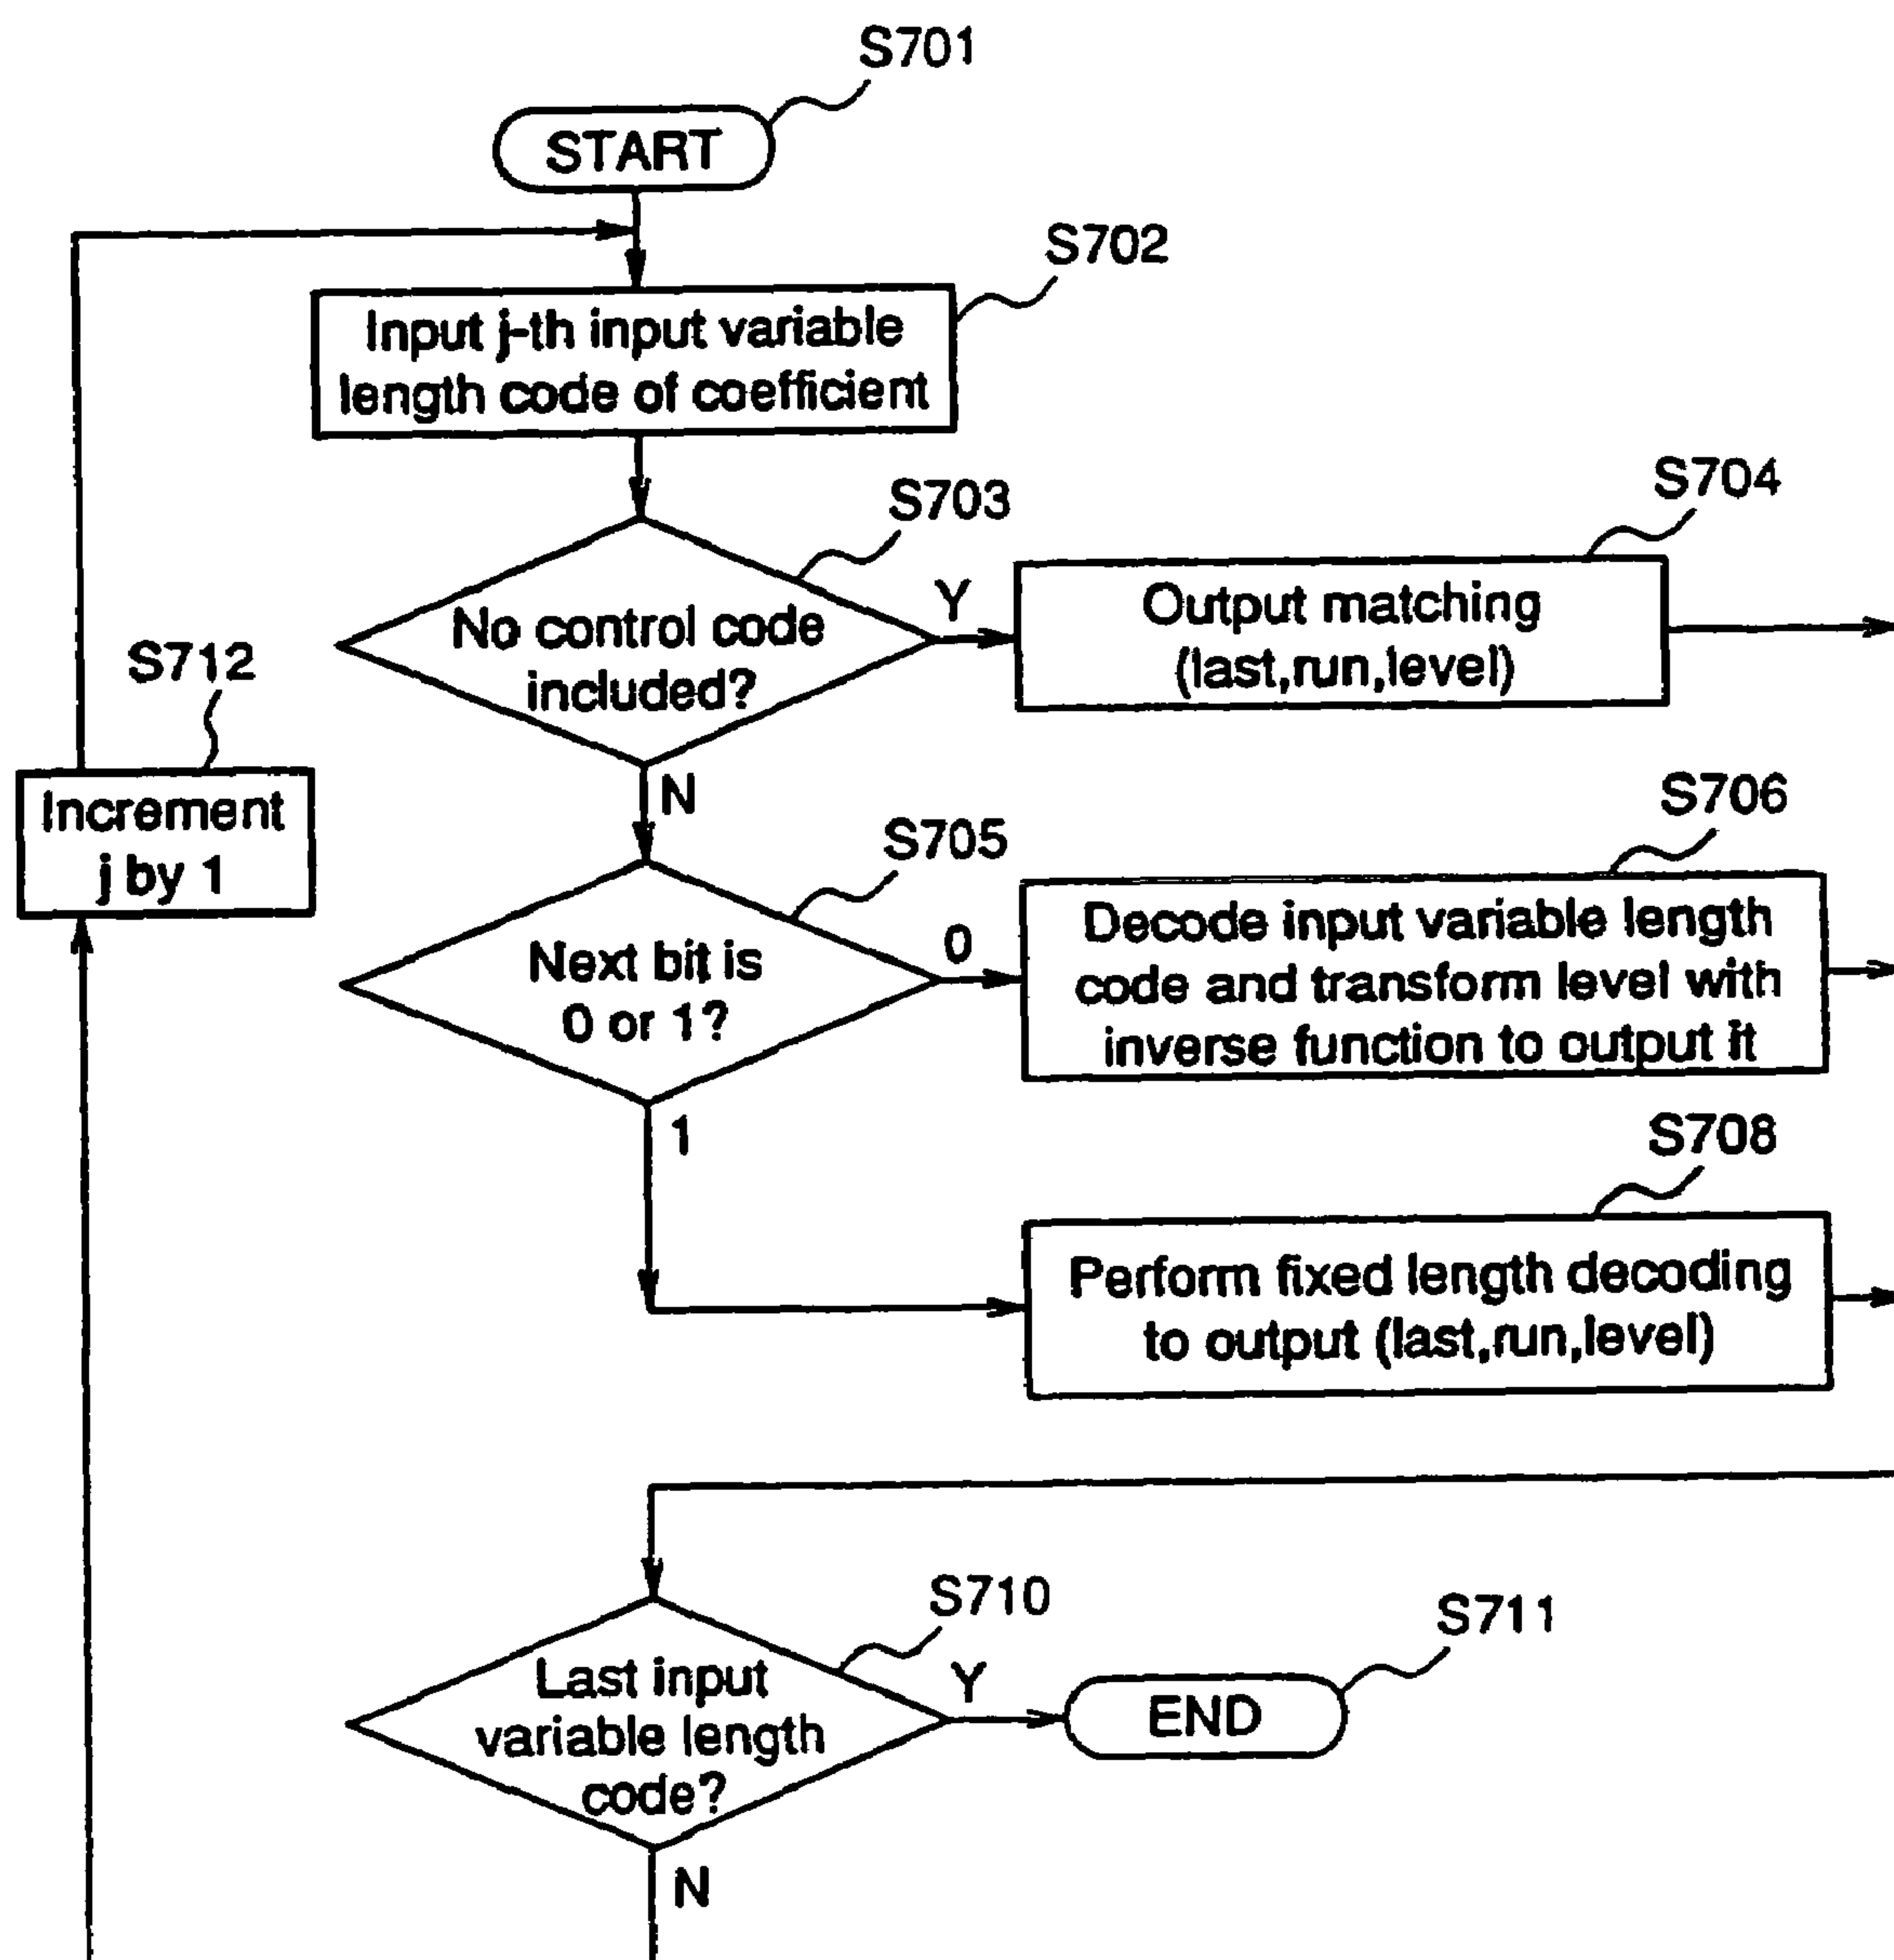 S701
START
S702
Input j-th input variable
length code of coefficient
S703
No control code
included?
Y
N
S704
Output matching
(last,run,level)
S712
Increment
j by 1
S705
Next bit is
0 or 1?
0
1
S706
Decode input variable length
code and transform level with
inverse function to output it
S708
Perform fixed length decoding
to output (last,run,level)
S710
Last input
variable length
code?
Y
N
S711
END